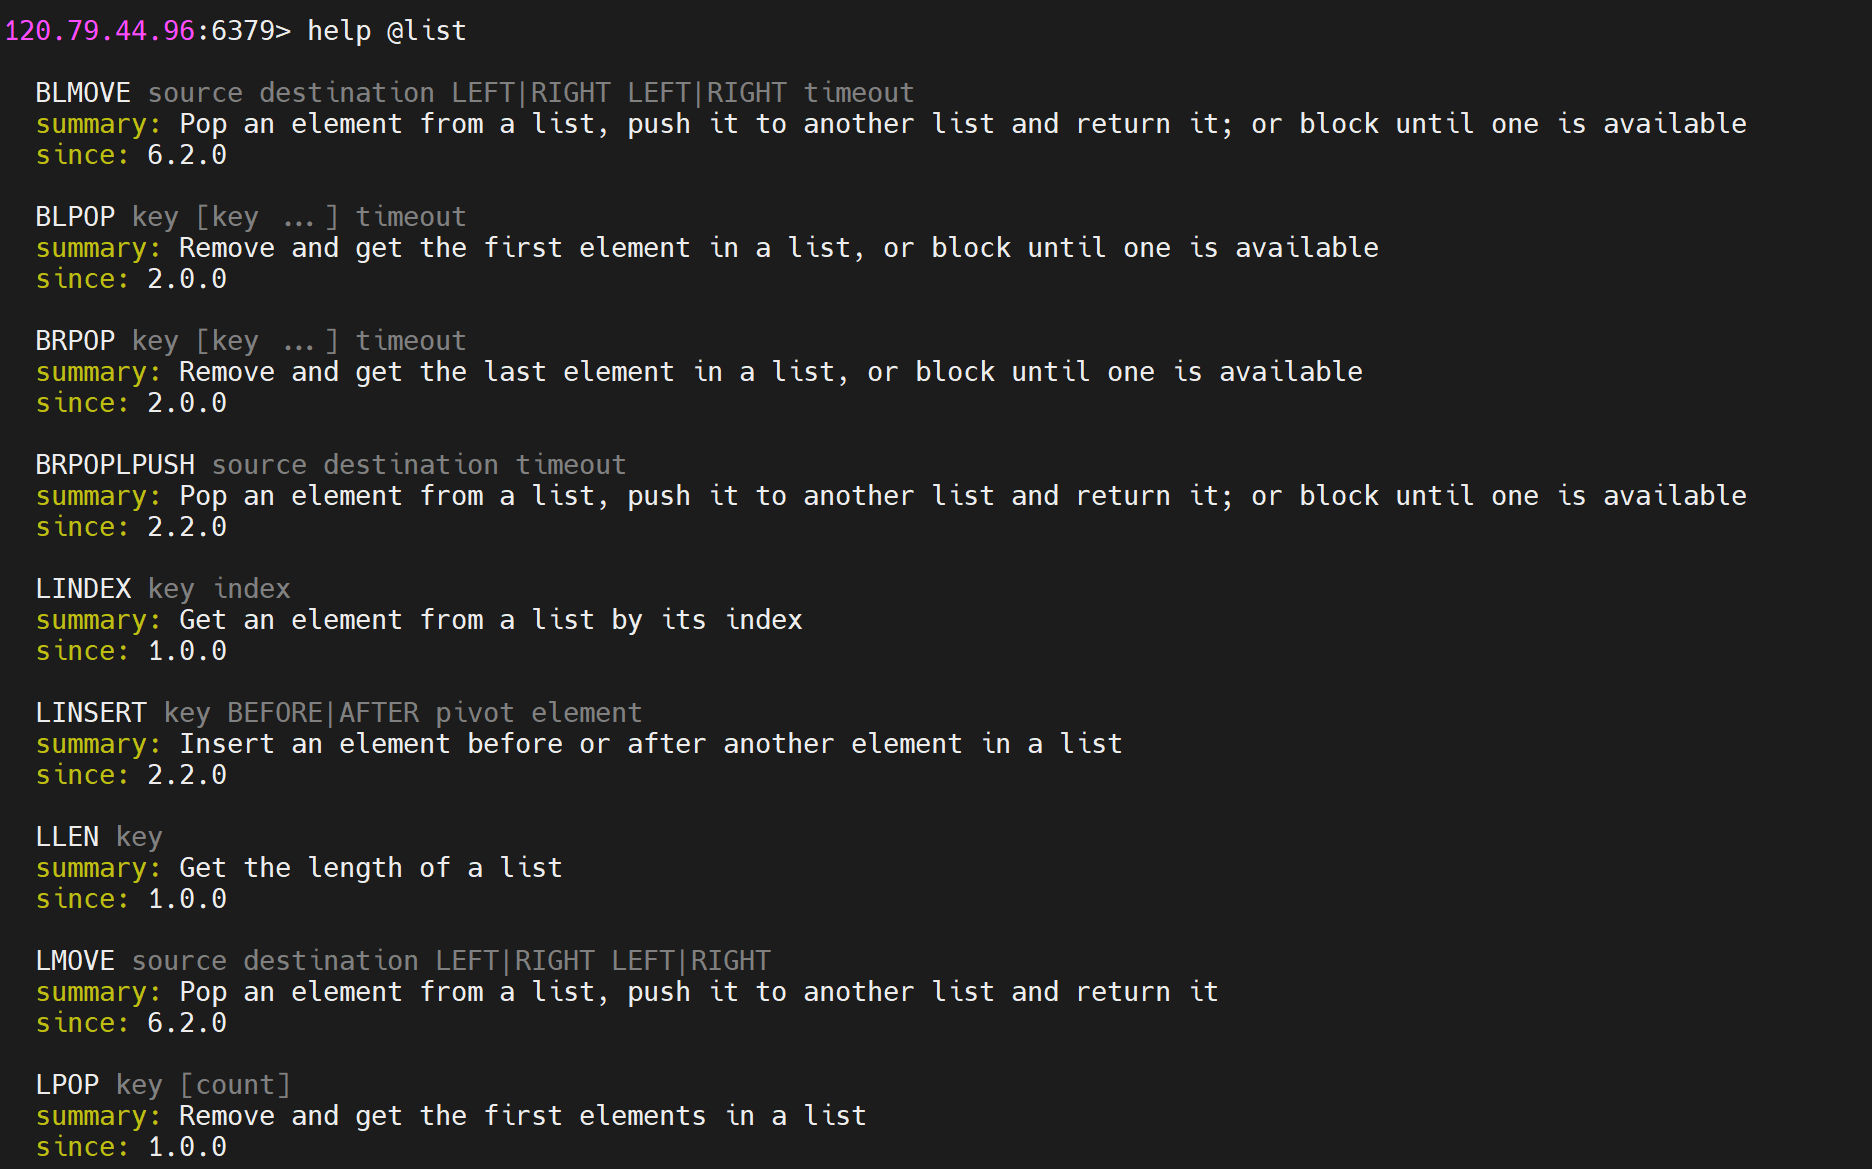 120.79.44.96:6379> help @list
BLMOVE source destination LEFT|RIGHT LEFT|RIGHT timeout
summary: Pop an element from a list, push it to another list and return it; or block until one is available
since: 6.2.0
BLPOP key [key ...] timeout
summary: Remove and get the first element in a list, or block until one is available
since: 2.0.0
BRPOP key [key ...] timeout
summary: Remove and get the last element in a list, or block until one is available
since: 2.0.0
BRPOPLPUSH source destination timeout
summary: Pop an element from a list, push it to another list and return it; or block until one is available
since: 2.2.0
LINDEX key index
summary: Get an element from a list by its index
since: 1.0.0
LINSERT key BEFORE|AFTER pivot element
summary: Insert an element before or after another element in a list
since: 2.2.0
LLEN key
summary: Get the length of a list
since: 1.0.0
LMOVE source destination LEFT|RIGHT LEFT|RIGHT
summary: Pop an element from a list, push it to another list and return it
since: 6.2.0
LPOP key [count]
summary: Remove and get the first elements in a list
since: 1.0.0